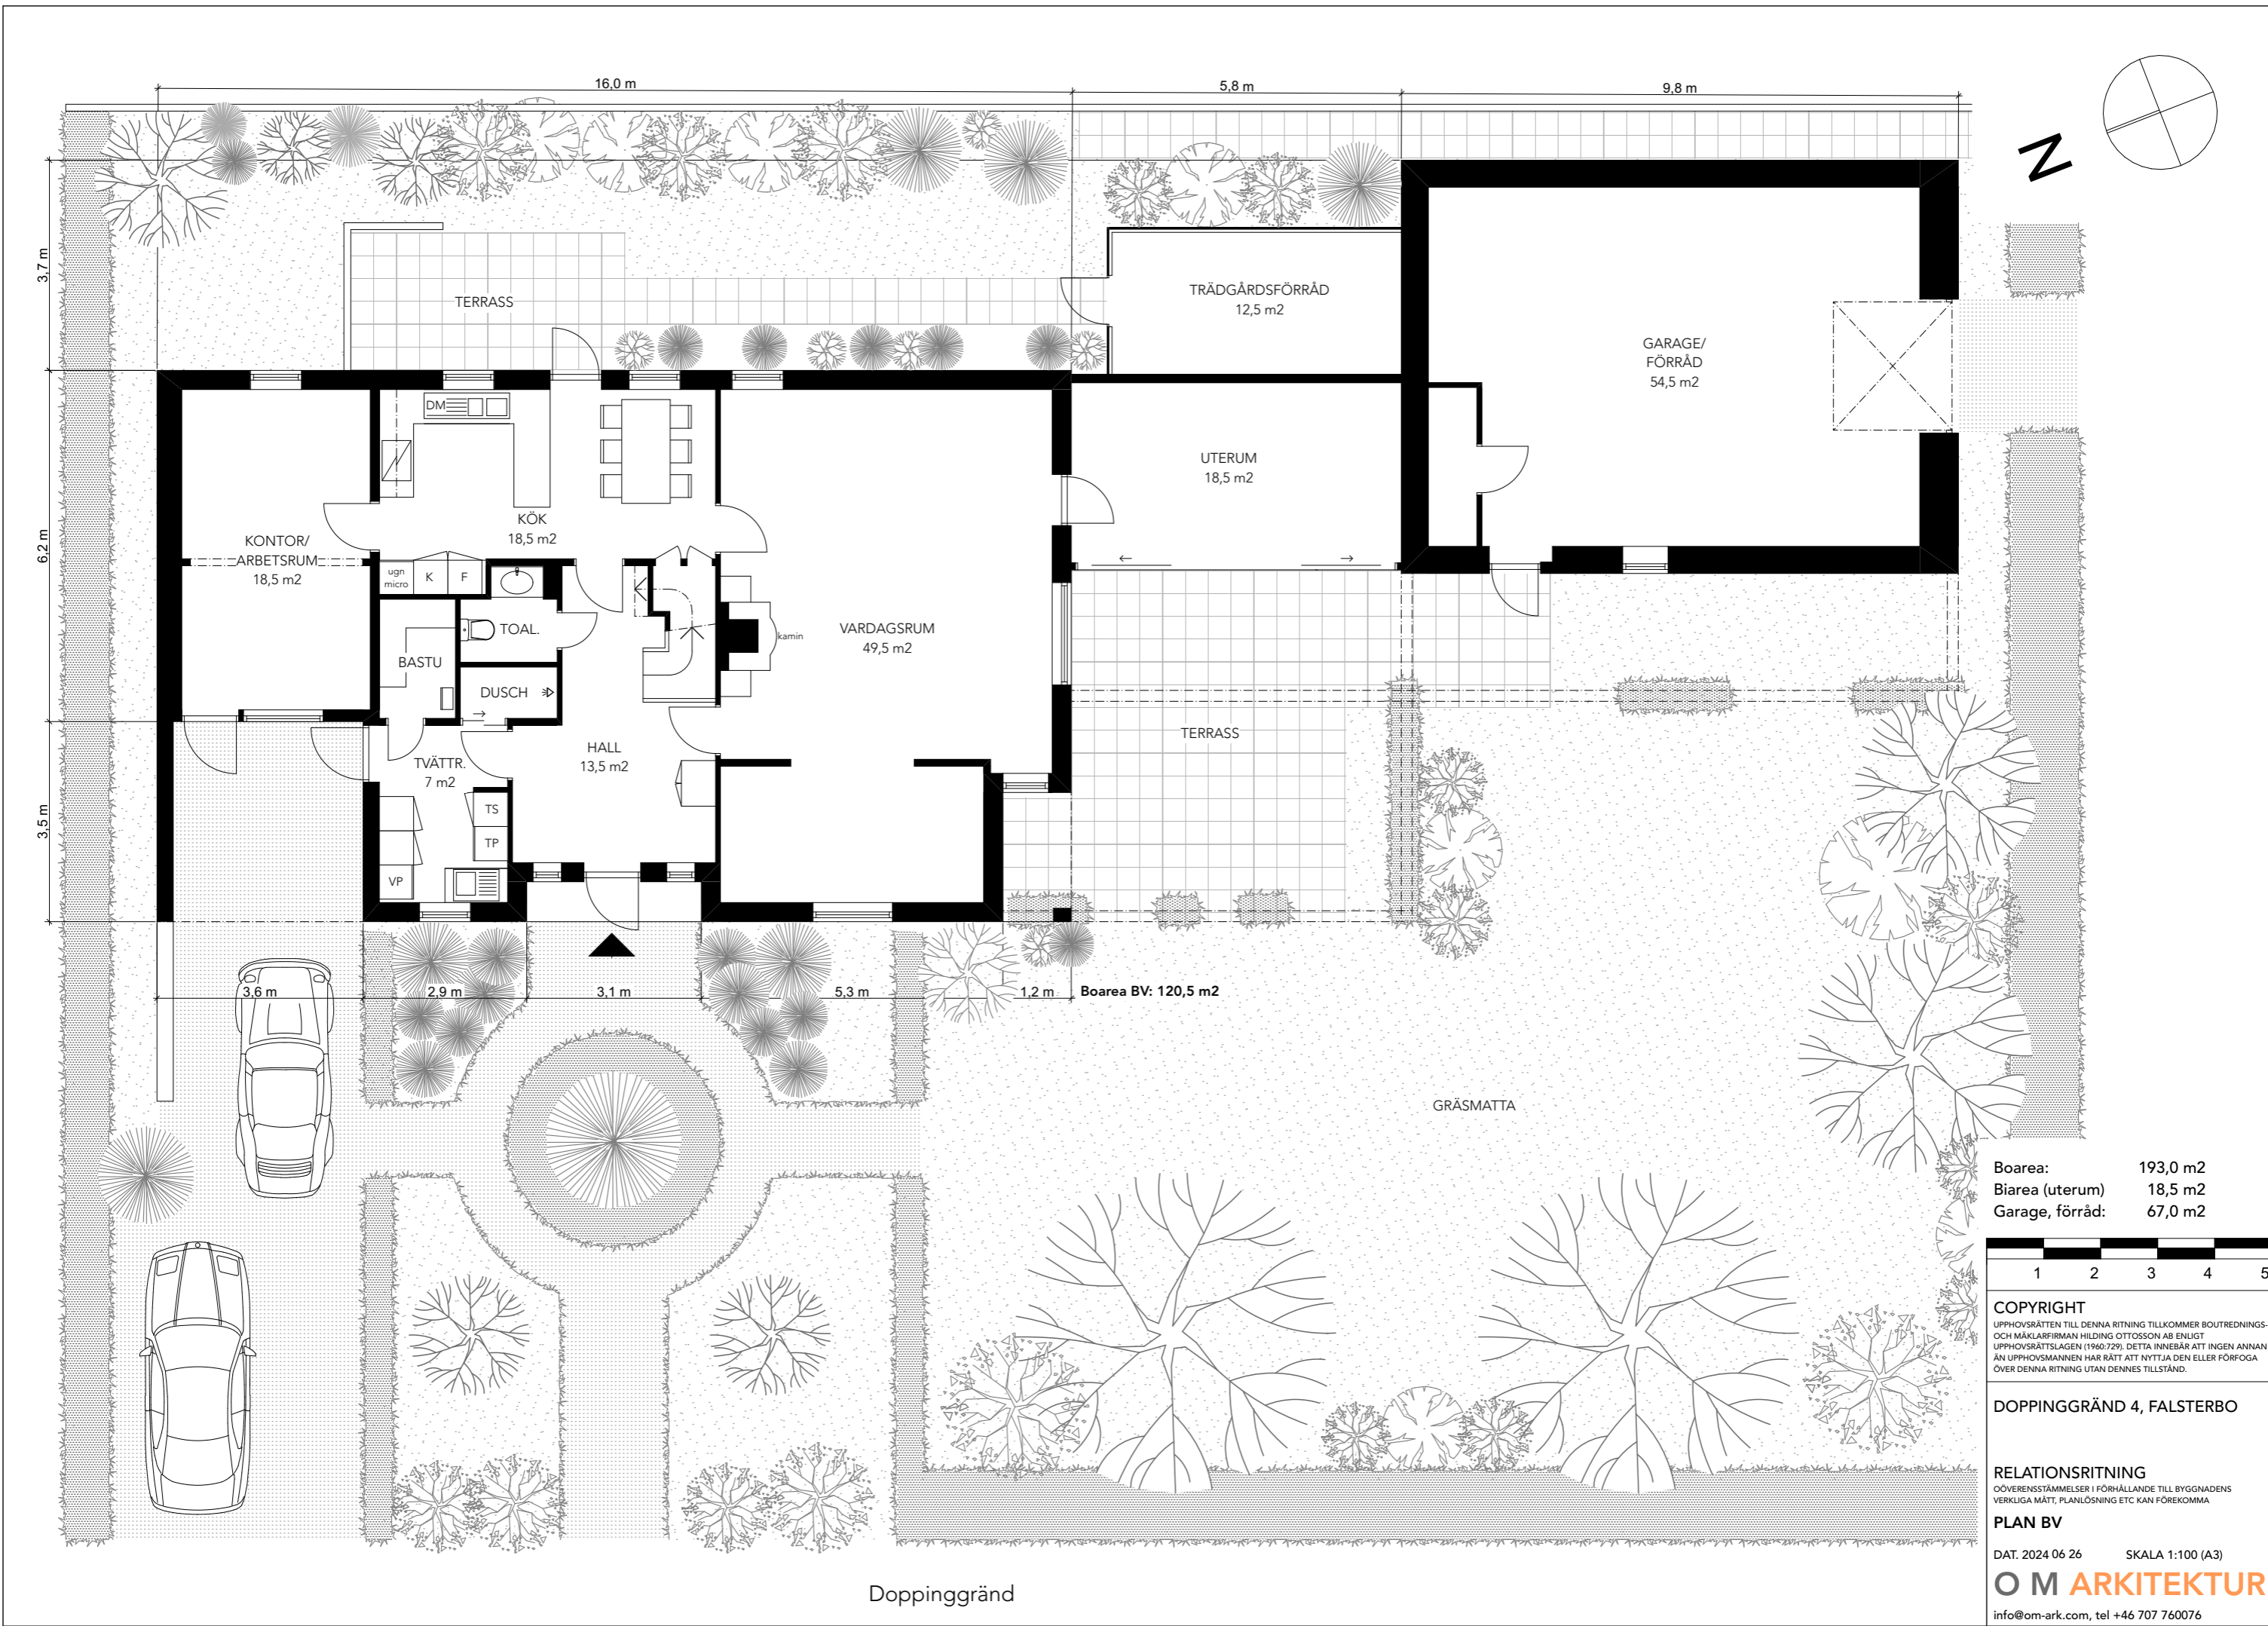 16,0 m
5,8 m
9,8 m
N
3,7 m
6,2 m
3,5 m
TERRASS
TRÄDGÅRDSFÖRRÅD
12,5 m2
GARAGE/
FÖRRÅD
54,5 m2
DM
UTERUM
18,5 m2
KÖK
18,5 m2
KONTOR/
ARBETSRUM
18,5 m2
ugn
micro
K
F
TOAL.
BASTU
DUSCH
VARDAGSRUM
49,5 m2
kamin
TERRASS
HALL
13,5 m2
TVÄTTR.
7 m2
TS
TP
VP
3,6 m
2,9 m
3,1 m
5,3 m
1,2 m
Boarea BV: 120,5 m2
GRÄSMATTA
Doppinggränd
Boarea: 193,0 m2
Biarea (uterum) 18,5 m2
Garage, förråd: 67,0 m2
1 2 3 4 5
COPYRIGHT
UPPHOVSRÄTTEN TILL DENNA RITNING TILLKOMMER BOUTREDNINGS-
OCH MÄKLARFIRMAN HILDING OTTOSSON AB ENLIGT
UPPHOVSRÄTTSLAGEN (1960:729). DETTA INNEBÄR ATT INGEN ANNAN
ÄN UPPHOVSMANNEN HAR RÄTT ATT NYTTJA DEN ELLER FÖRFOGA
ÖVER DENNA RITNING UTAN DENNES TILLSTÅND.
DOPPINGGRÄND 4, FALSTERBO
RELATIONSRITNING
OÖVERENSSTÄMMELSER I FÖRHÅLLANDE TILL BYGGNADENS
VERKLIGA MÅTT, PLANLÖSNING ETC KAN FÖREKOMMA
PLAN BV
DAT. 2024 06 26 SKALA 1:100 (A3)
O M ARKITEKTUR
info@om-ark.com, tel +46 707 760076